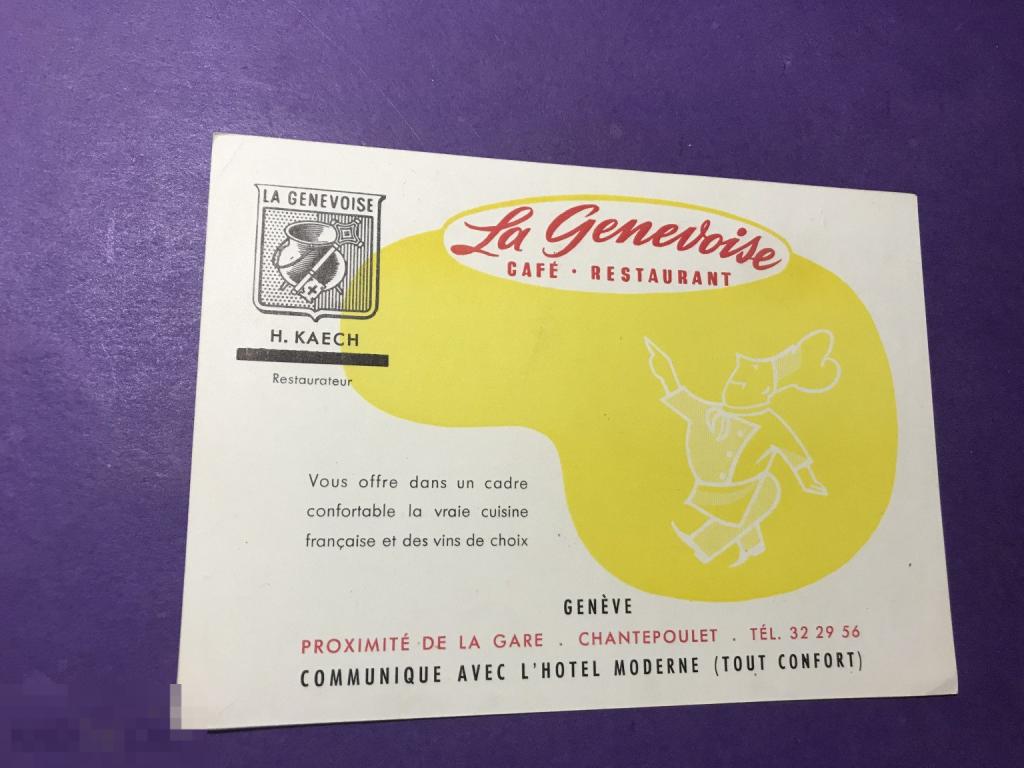 LA GENEVOISE
H. KAECH
Restaurateur
La Genevoise
CAFÉ · RESTAURANT
Vous offre dans un cadre
confortable la vraie cuisine
française et des vins de choix
GENÈVE
PROXIMITÉ DE LA GARE . CHANTEPOULET . TÉL. 32 29 56
COMMUNIQUE AVEC L'HOTEL MODERNE (TOUT CONFORT)